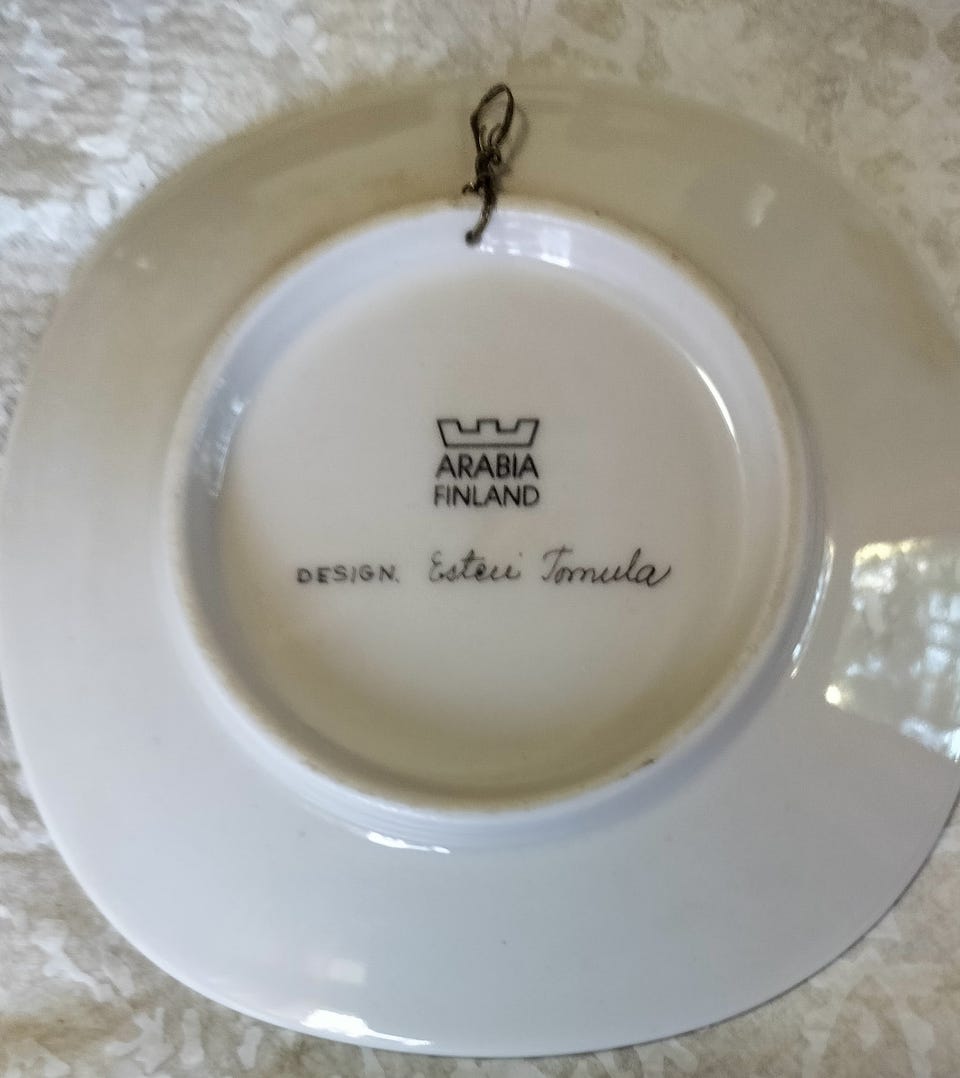 ARABIA
FINLAND
DESIGN. Esteri Tomula